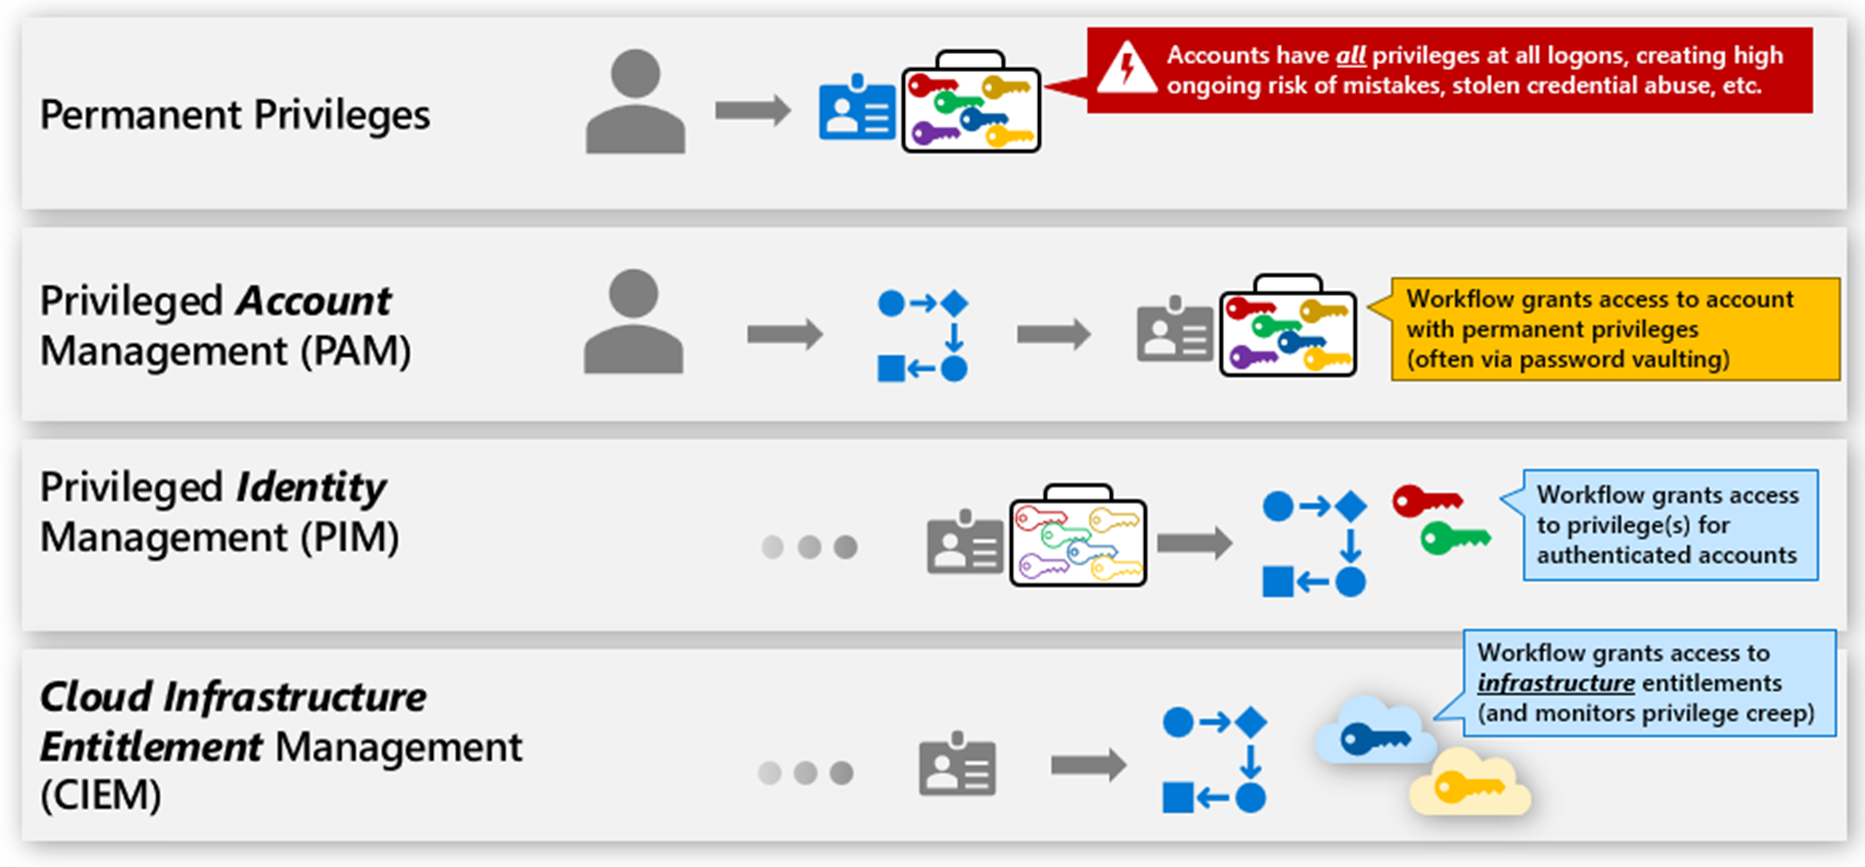 Permanent Privileges
Accounts have all privileges at all logons, creating high
ongoing risk of mistakes, stolen credential abuse, etc.
Privileged Account
Management (PAM)
Workflow grants access to account
with permanent privileges
(often via password vaulting)
Privileged Identity
Management (PIM)
Workflow grants access
to privilege(s) for
authenticated accounts
Cloud Infrastructure
Entitlement Management
(CIEM)
Workflow grants access to
infrastructure entitlements
(and monitors privilege creep)